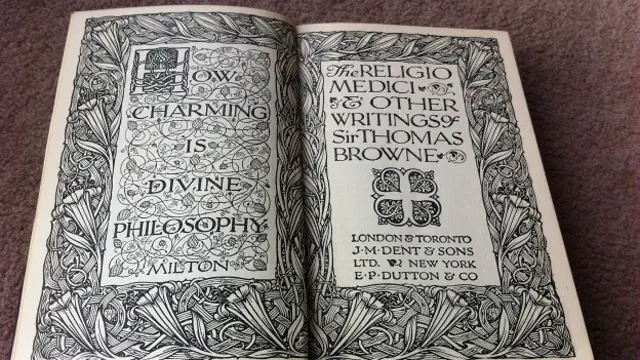 HOW
CHARMING
IS
DIVINE
PHILOSOPHY
MILTON
The RELIGIO
MEDICI
& OTHER
WRITINGS of
Sir THOMAS
BROWNE
LONDON & TORONTO
J·M·DENT & SONS
LTD. NEW YORK
E·P·DUTTON & CO